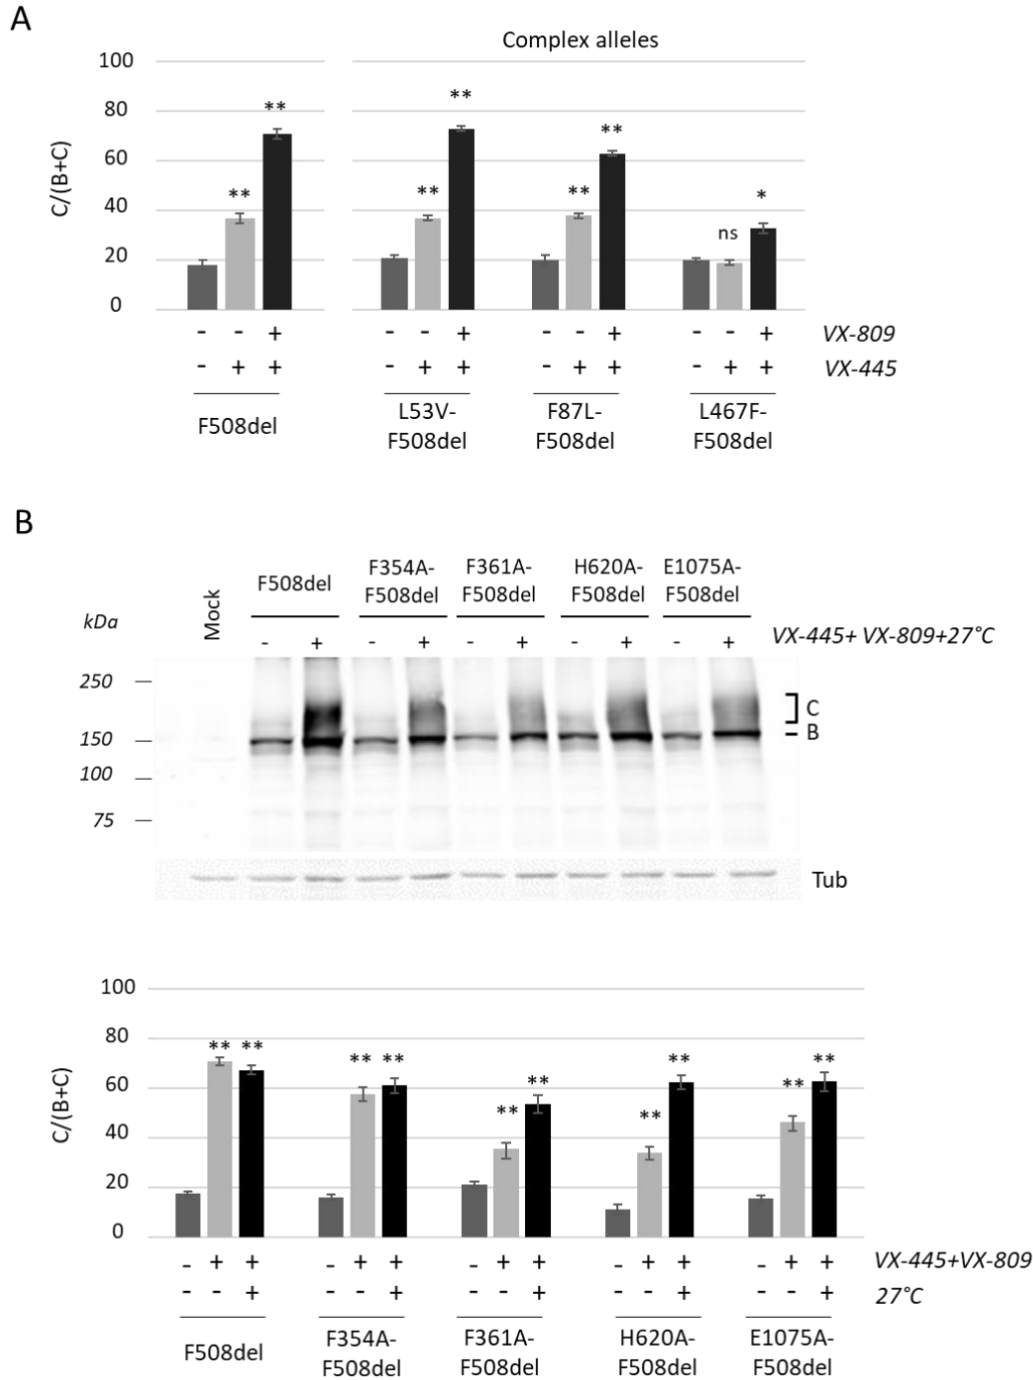 A
Complex alleles
100
80
60
40
20
0
C/(B+C)
** **
** **
** **
ns *
- - + - - + - - + - - + VX-809
- + + - + + - + + - + + VX-445
F508del
L53V-
F508del
F87L-
F508del
L467F-
F508del
B
kDa
Mock
F508del
F354A-
F508del
F361A-
F508del
H620A-
F508del
E1075A-
F508del
- + - + - + - + - + VX-445+ VX-809+27°C
250
150
100
75
C
B
Tub
100
80
60
40
20
0
C/(B+C)
** **
** **
** **
** **
** **
- + + - + + - + + - + + - + + VX-445+VX-809
- - + - - + - - + - - + - - + 27°C
F508del
F354A-
F508del
F361A-
F508del
H620A-
F508del
E1075A-
F508del